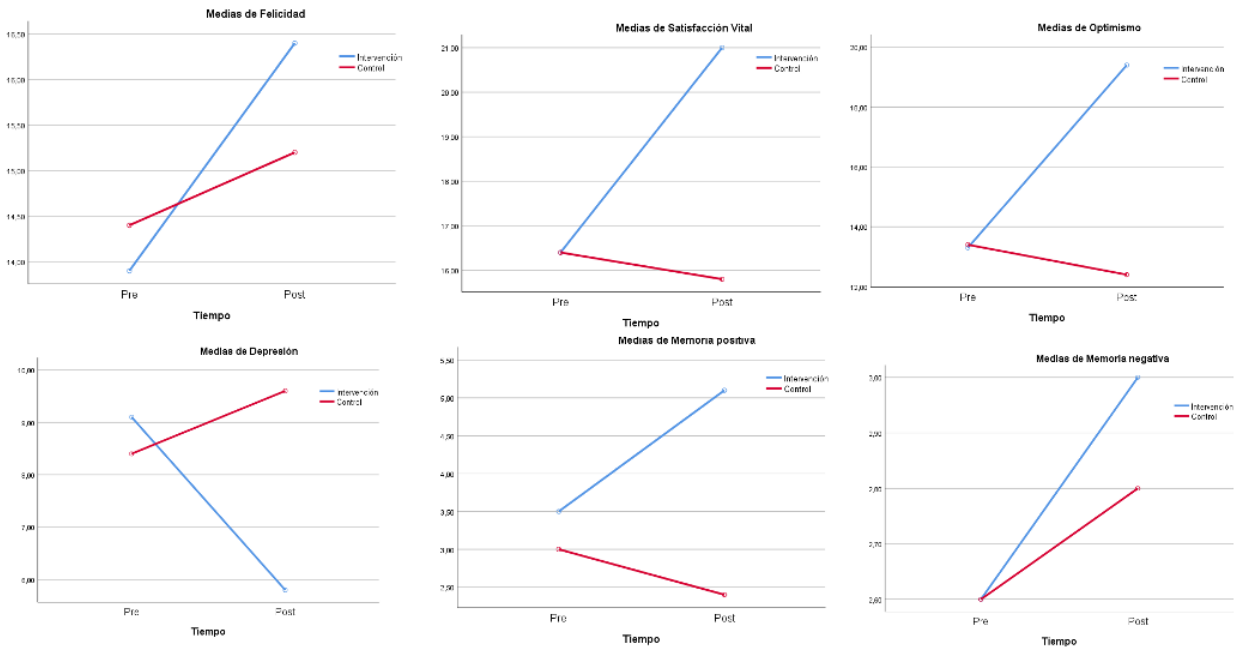 Medias de Felicidad
16,50
16,00
15,50
15,00
14,50
14,00
Intervención
Control
Pre
Post
Tiempo
Medias de Satisfacción Vital
21,00
20,00
19,00
18,00
17,00
16,00
Intervención
Control
Pre
Post
Tiempo
Medias de Optimismo
20,00
18,00
16,00
14,00
12,00
Intervención
Control
Pre
Post
Tiempo
Medias de Depresión
10,00
9,00
8,00
7,00
6,00
Intervención
Control
Pre
Post
Tiempo
Medias de Memoria positiva
5,50
5,00
4,50
4,00
3,50
3,00
2,50
Intervención
Control
Pre
Post
Tiempo
Medias de Memoria negativa
3,00
2,90
2,80
2,70
2,60
Intervención
Control
Pre
Post
Tiempo